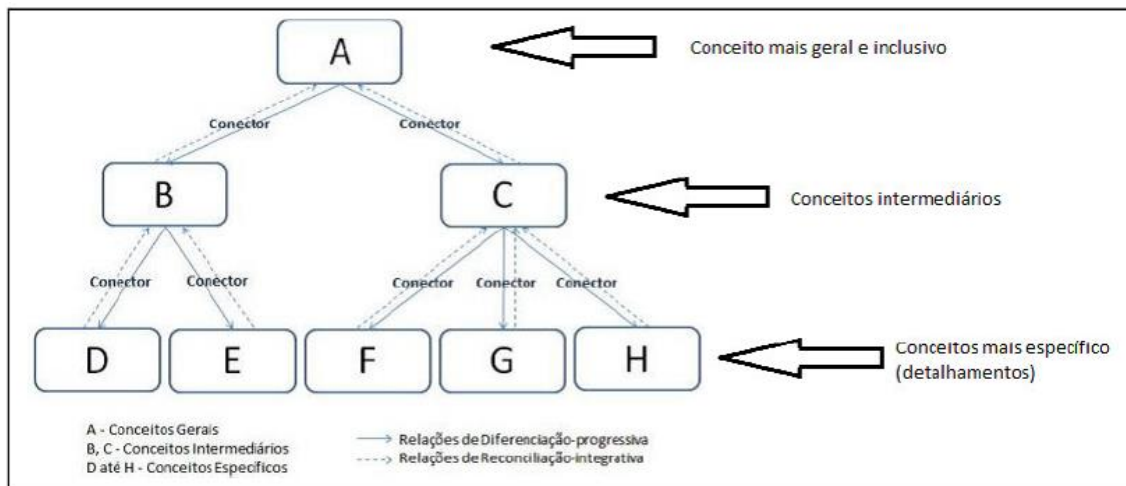 A
Conceito mais geral e inclusivo
Conector Conector
B C
Conceitos intermediários
Conector Conector Conector Conector Conector
D E F G H
Conceitos mais específico
(detalhamentos)
A - Conceitos Gerais
B, C - Conceitos Intermediários
D até H - Conceitos Específicos
Relações de Diferenciação-progressiva
Relações de Reconciliação-integrativa